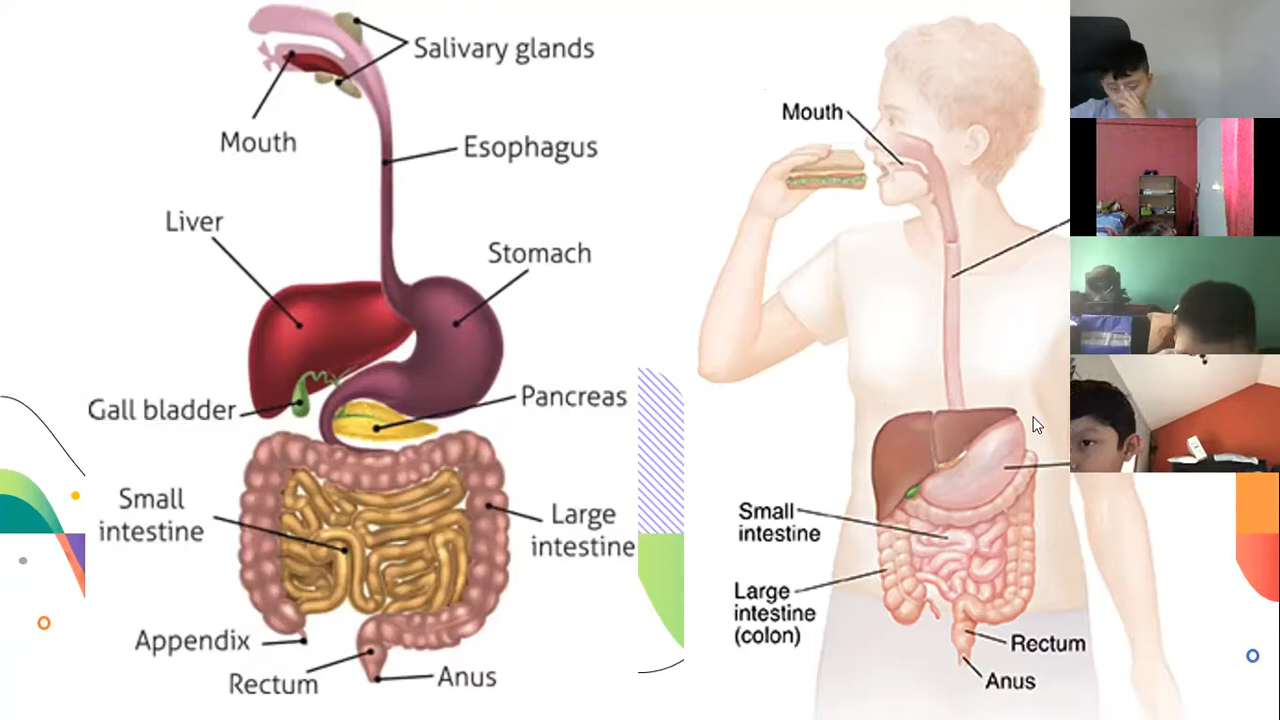 Salivary glands
Mouth
Esophagus
Liver
Stomach
Pancreas
Gall bladder
Small
intestine
Large
intestine
Appendix
Rectum
Anus
Mouth
Small
intestine
Large
intestine
(colon)
Rectum
Anus